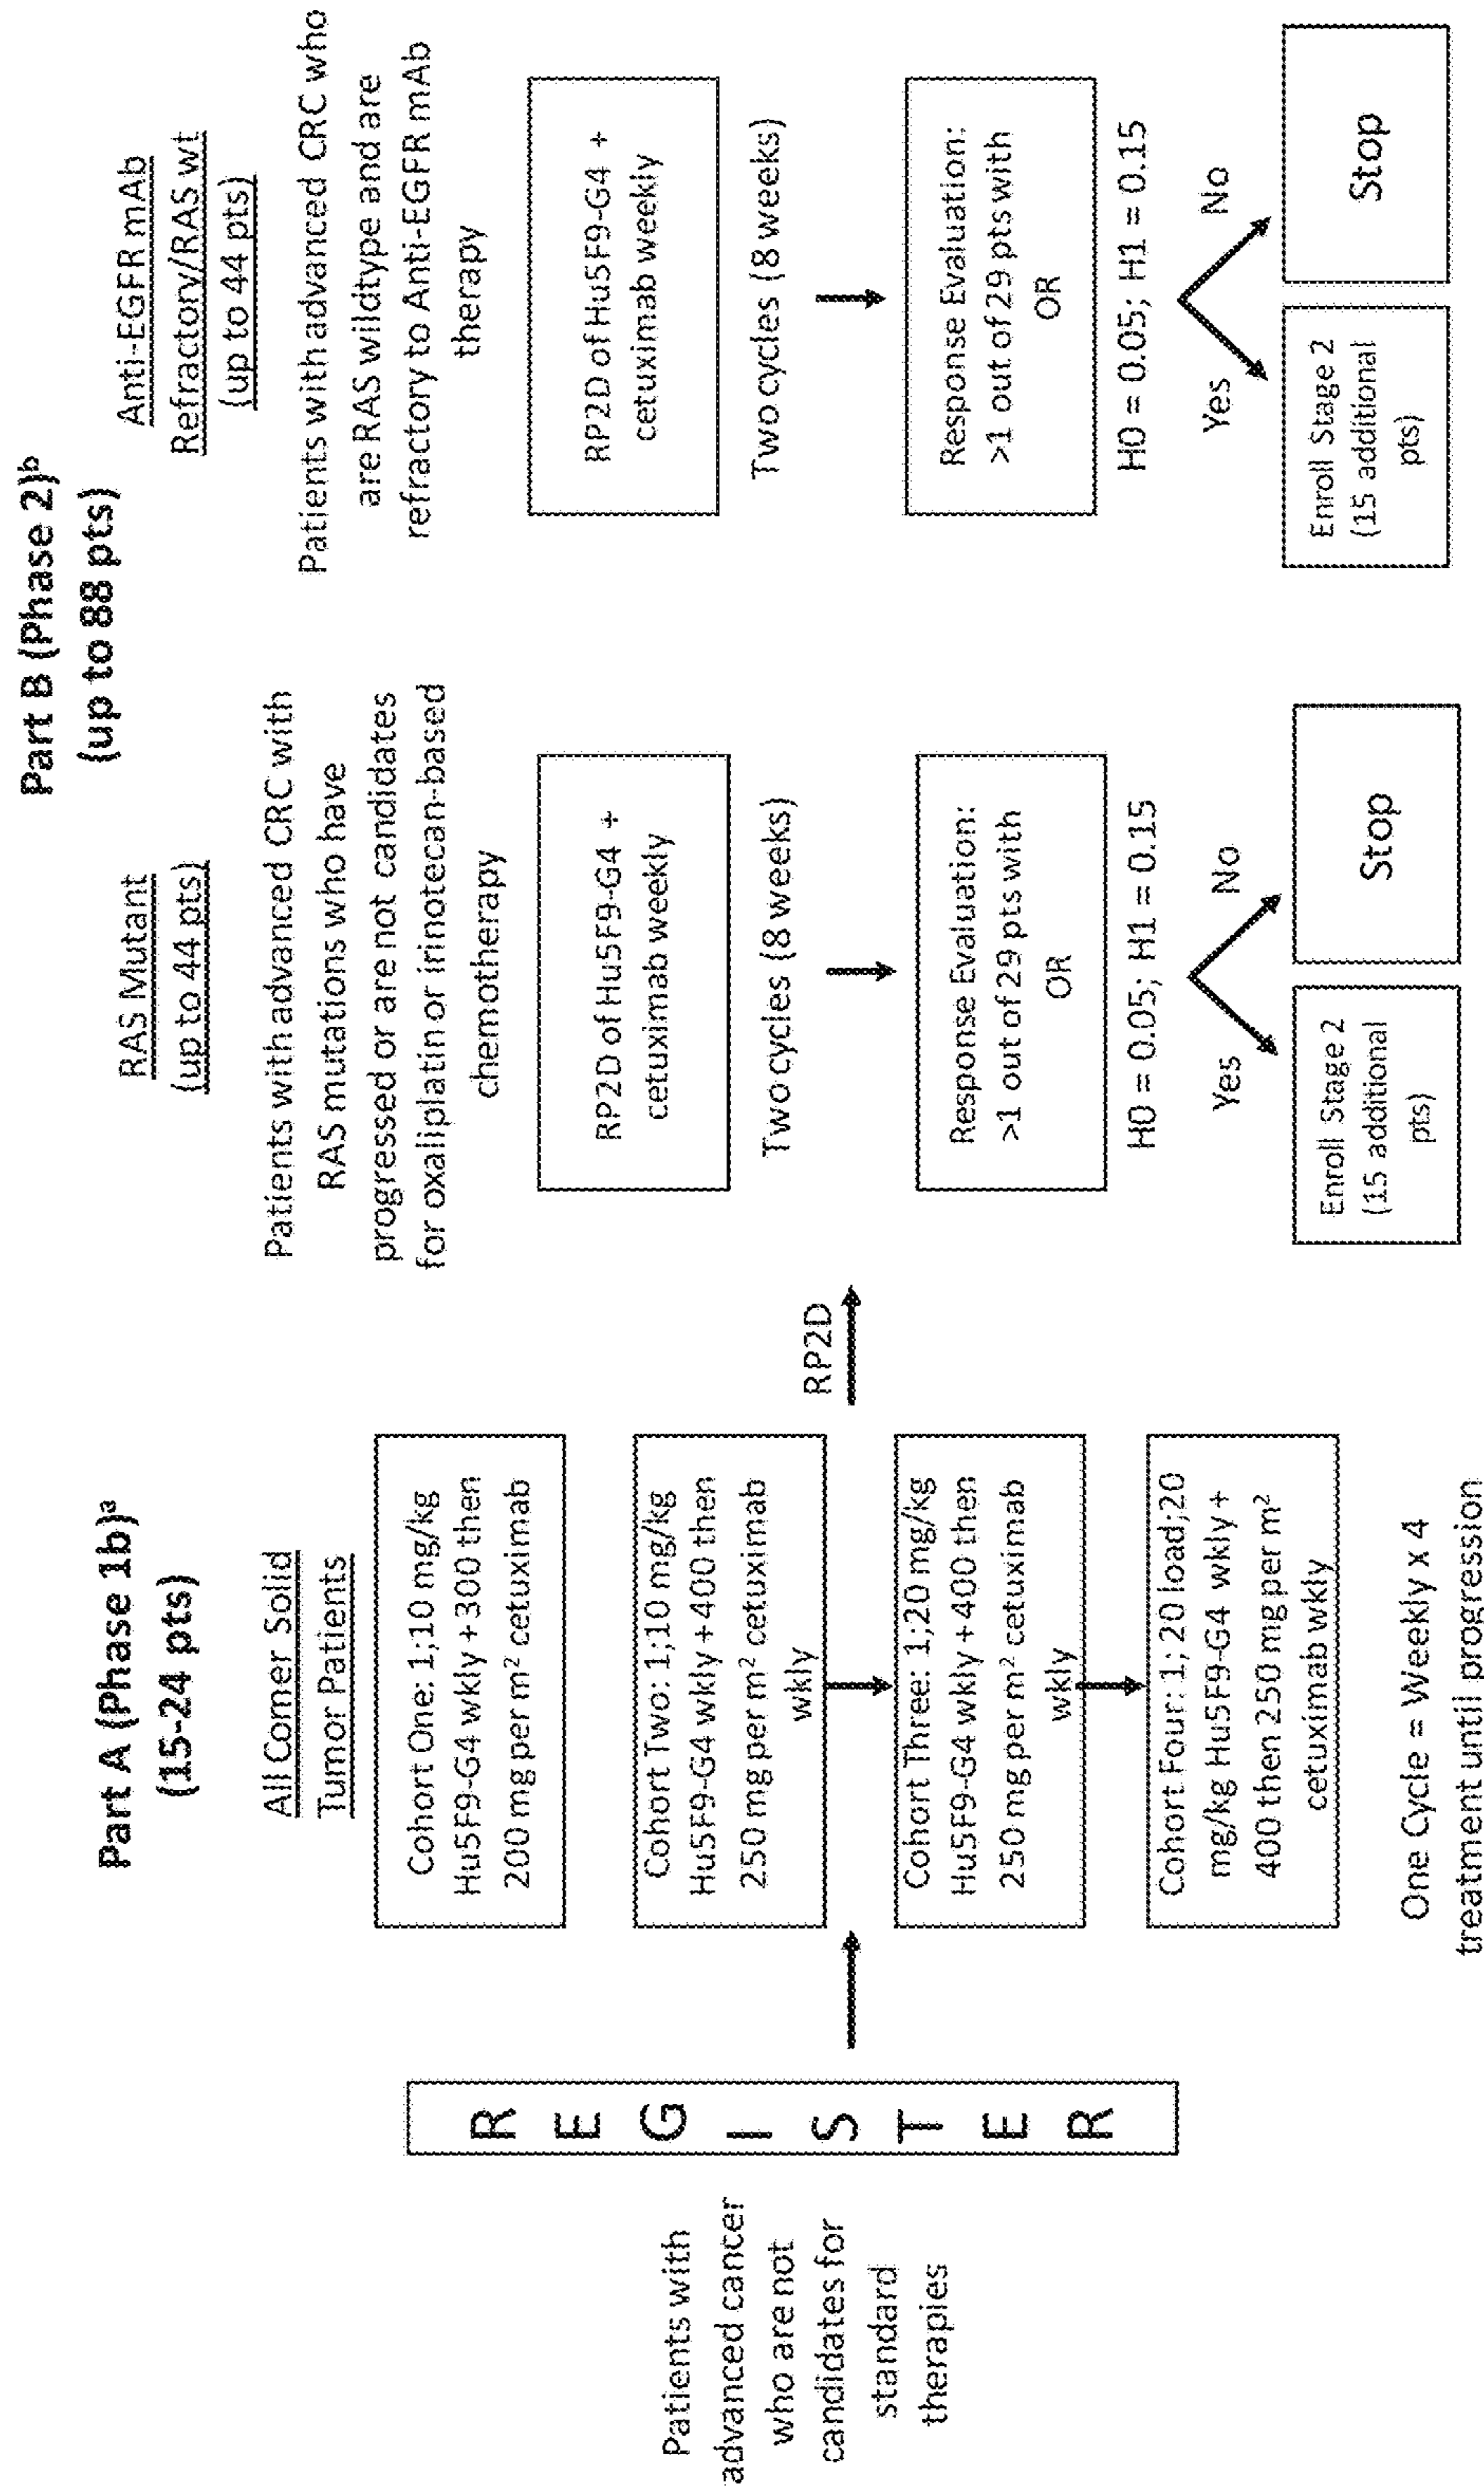 Patients with
advanced cancer
who are not
candidates for
standard
therapies
R
E
G
I
S
T
E
R
Part A (Phase 1b)ᵃ
(15-24 pts)
All Comer Solid
Tumor Patients
Cohort One: 1;10 mg/kg
Hu5F9-G4 wkly +300 then
200 mg per m² cetuximab
Cohort Two: 1;10 mg/kg
Hu5F9-G4 wkly +400 then
250 mg per m² cetuximab
wkly
Cohort Three: 1;20 mg/kg
Hu5F9-G4 wkly +400 then
250 mg per m² cetuximab
wkly
Cohort Four: 1; 20 load;20
mg/kg Hu5F9-G4 wkly +
400 then 250 mg per m²
cetuximab wkly
One Cycle = Weekly x 4
treatment until progression
RP2D
Part B (Phase 2)ᵇ
(up to 88 pts)
RAS Mutant
(up to 44 pts)
Patients with advanced CRC with
RAS mutations who have
progressed or are not candidates
for oxaliplatin or irinotecan-based
chemotherapy
RP2D of Hu5F9-G4 +
cetuximab weekly
Two cycles (8 weeks)
Response Evaluation:
>1 out of 29 pts with
OR
H0 = 0.05; H1 = 0.15
Yes
No
Enroll Stage 2
(15 additional
pts)
Stop
Anti-EGFR mAb
Refractory/RAS wt
(up to 44 pts)
Patients with advanced CRC who
are RAS wildtype and are
refractory to Anti-EGFR mAb
therapy
RP2D of Hu5F9-G4 +
cetuximab weekly
Two cycles (8 weeks)
Response Evaluation:
>1 out of 29 pts with
OR
H0 = 0.05; H1 = 0.15
Yes
No
Enroll Stage 2
(15 additional
pts)
Stop